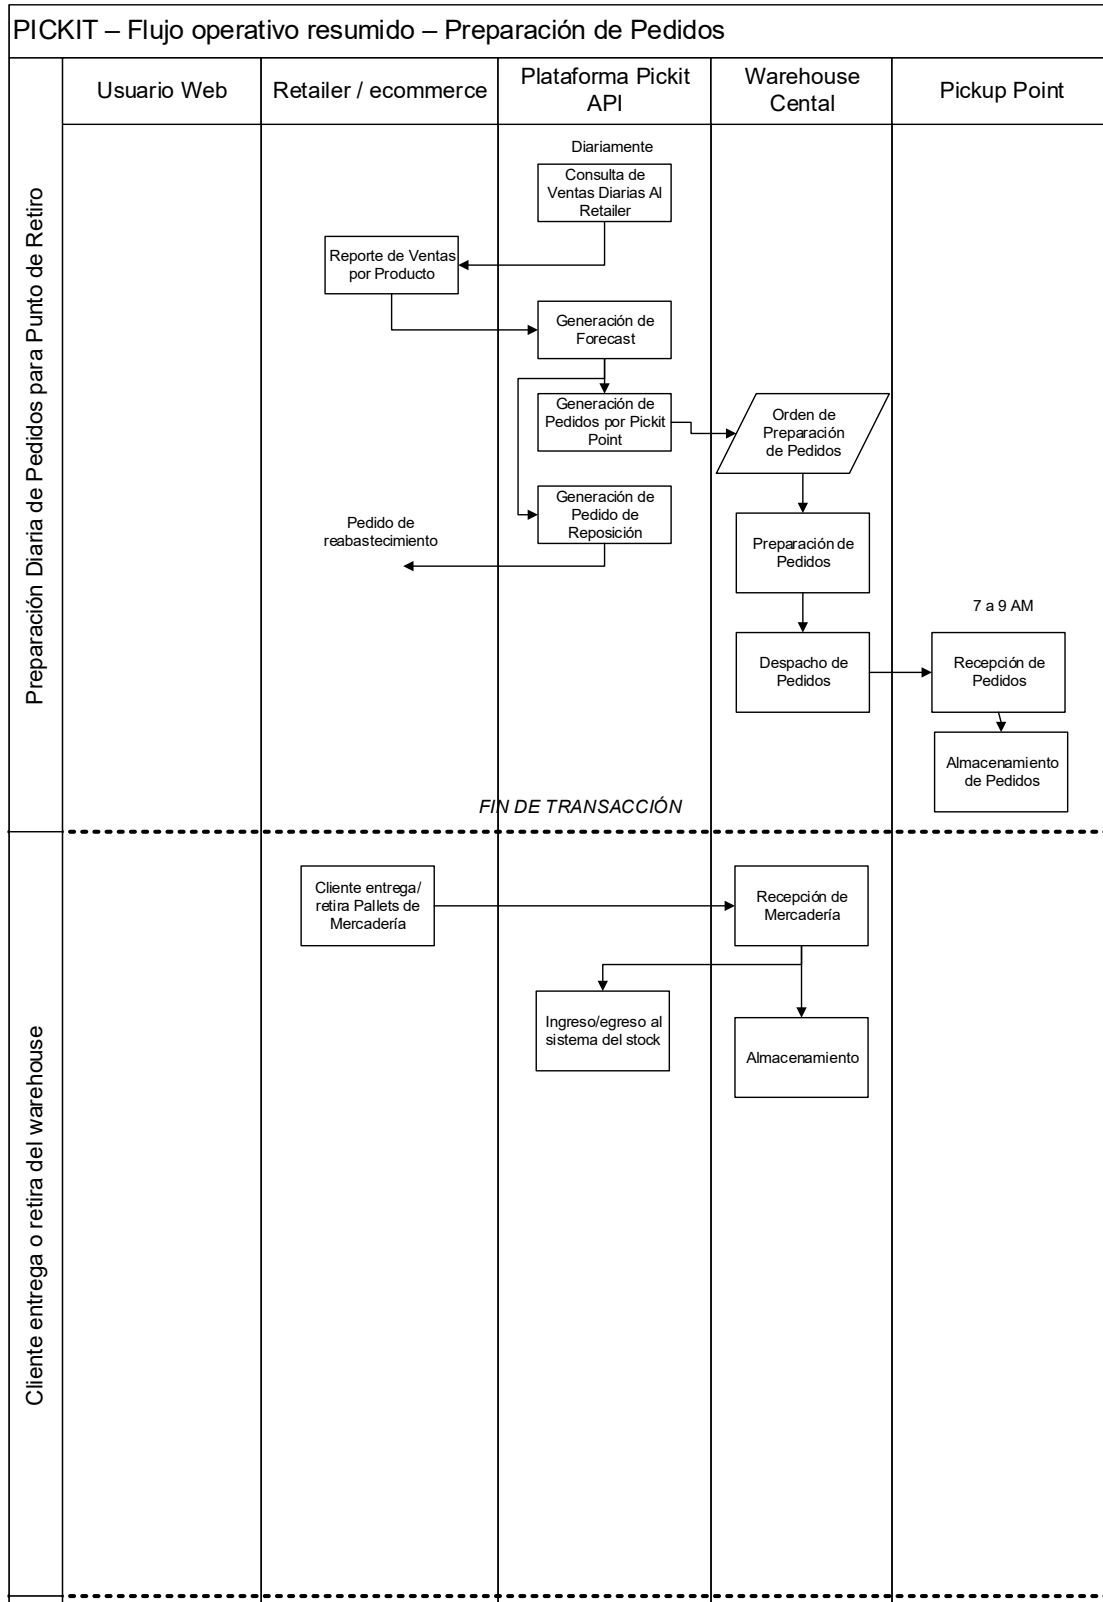 PICKIT – Flujo operativo resumido – Preparación de Pedidos
Usuario Web
Retailer / ecommerce
Plataforma Pickit
API
Warehouse
Cental
Pickup Point
Preparación Diaria de Pedidos para Punto de Retiro
Diariamente
Consulta de
Ventas Diarias Al
Retailer
Reporte de Ventas
por Producto
Generación de
Forecast
Generación de
Pedidos por Pickit
Point
Orden de
Preparación
de Pedidos
Generación de
Pedido de
Reposición
Pedido de
reabastecimiento
Preparación de
Pedidos
7 a 9 AM
Despacho de
Pedidos
Recepción de
Pedidos
Almacenamiento
de Pedidos
FIN DE TRANSACCIÓN
Cliente entrega o retira del warehouse
Cliente entrega/
retira Pallets de
Mercadería
Recepción de
Mercadería
Ingreso/egreso al
sistema del stock
Almacenamiento